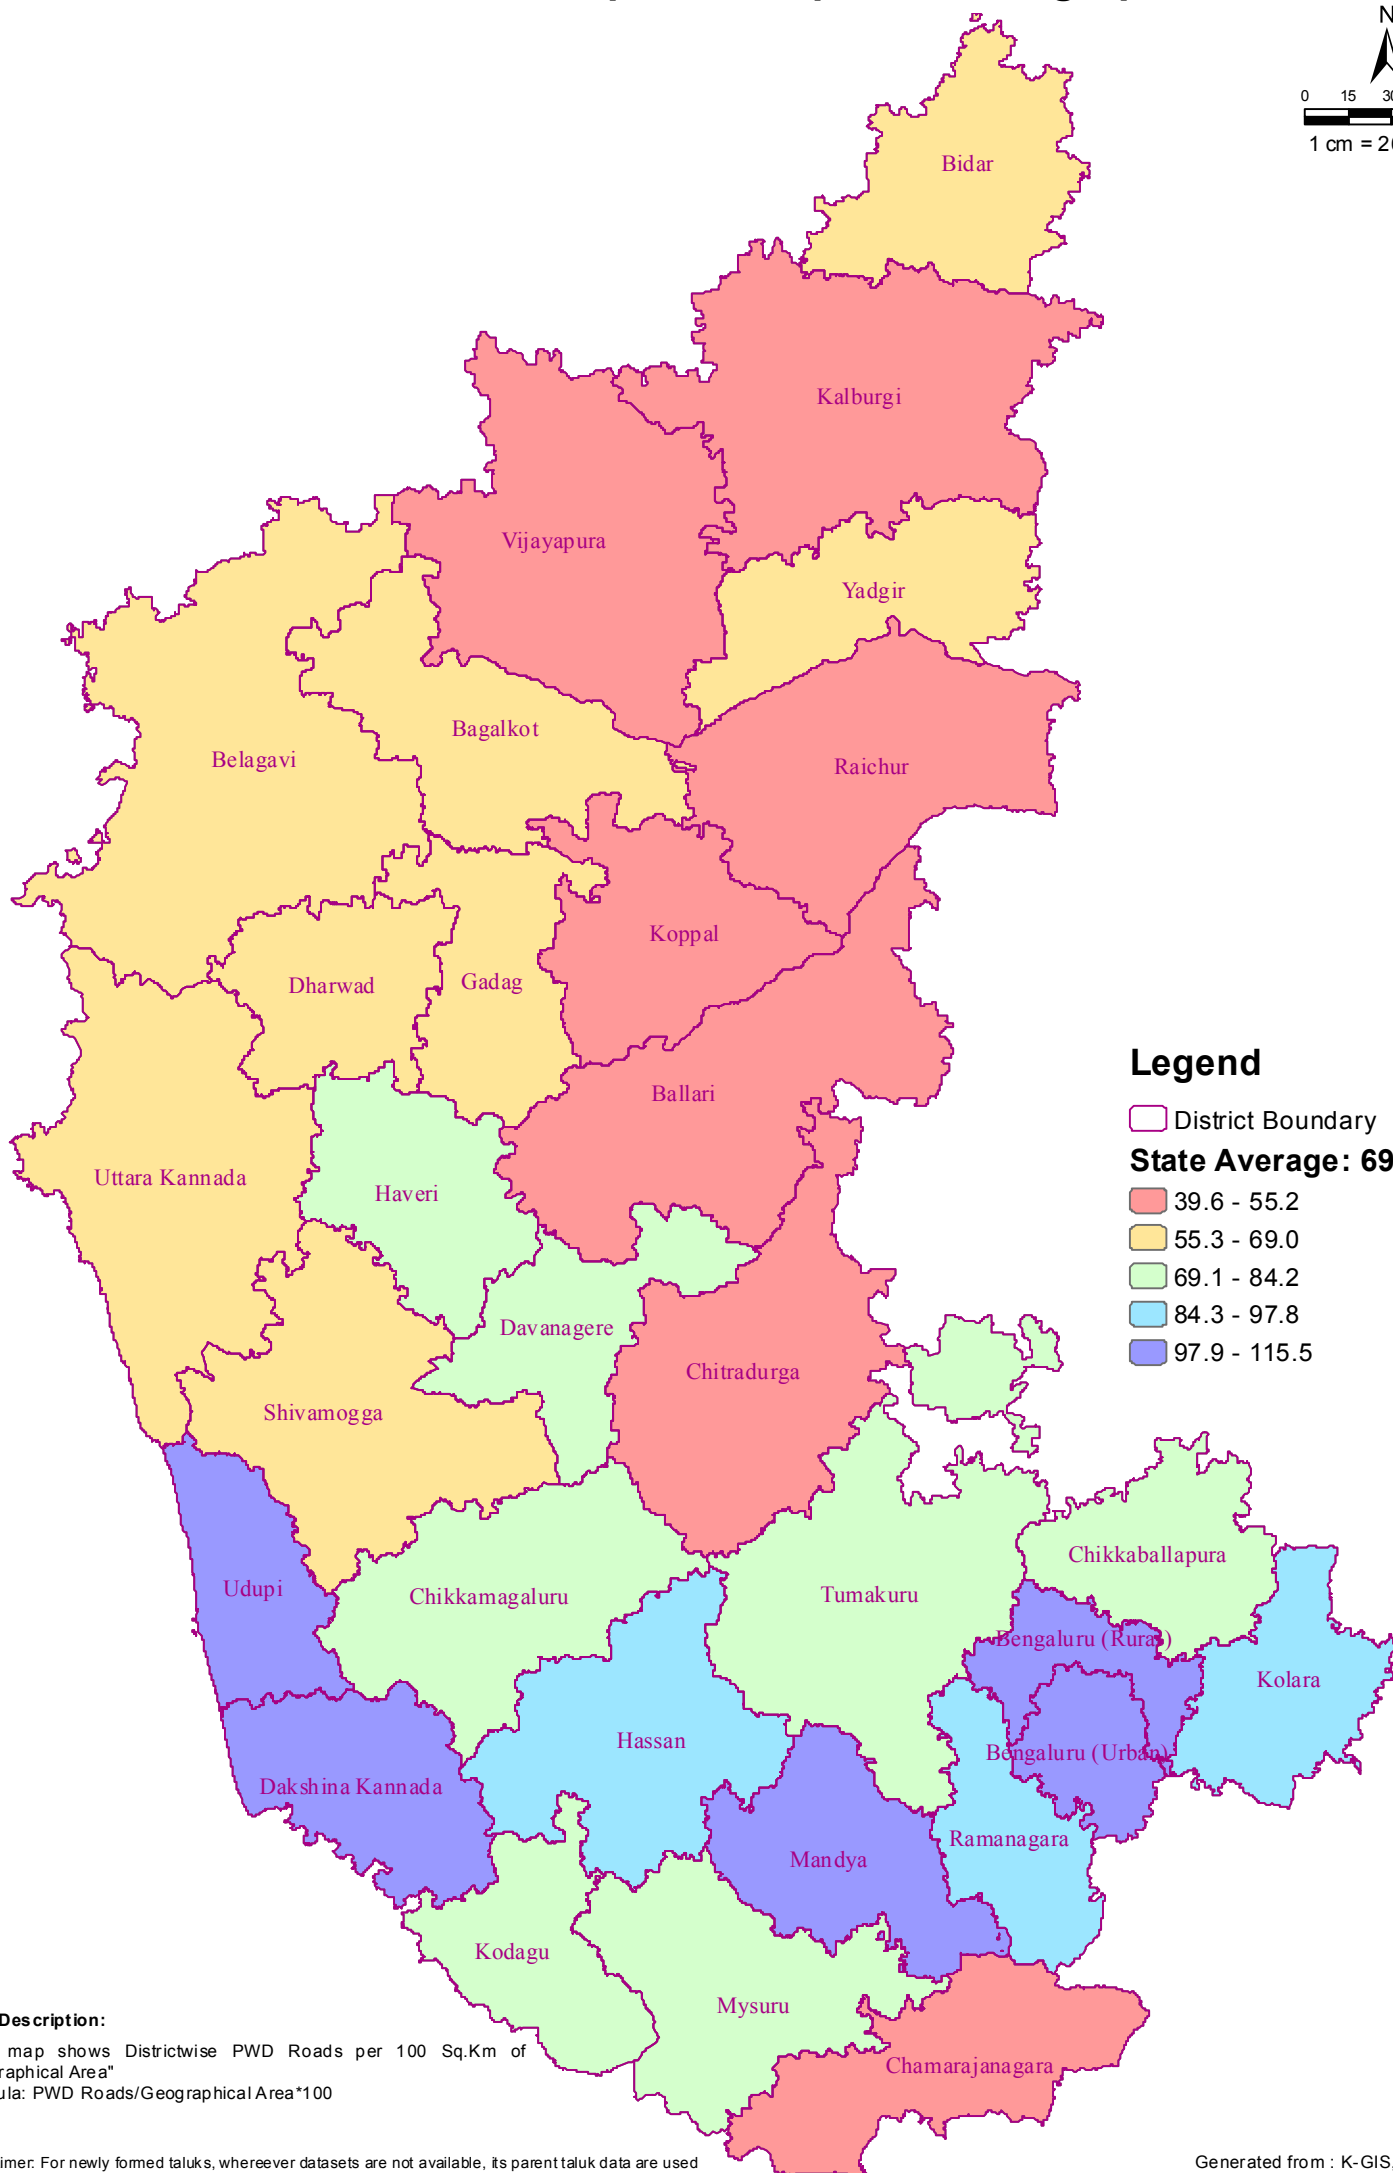 N
0 15 30
1 cm = 20
Bidar
Kalburgi
Vijayapura
Yadgir
Bagalkot
Belagavi
Raichur
Koppal
Dharwad
Gadag
Ballari
Uttara Kannada
Haveri
Davanagere
Chitradurga
Shivamogga
Legend
District Boundary
State Average: 69
39.6 - 55.2
55.3 - 69.0
69.1 - 84.2
84.3 - 97.8
97.9 - 115.5
Chikkaballapura
Udupi
Chikkamagaluru
Tumakuru
Bengaluru (Rural)
Kolara
Hassan
Bengaluru (Urban)
Dakshina Kannada
Ramanagara
Mandya
Kodagu
Mysuru
Chamarajanagara
Description:
map shows Districtwise PWD Roads per 100 Sq.Km of
raphical Area"
ula: PWD Roads/Geographical Area*100
imer: For newly formed taluks, whereever datasets are not available, its parent taluk data are used
Generated from : K-GIS,